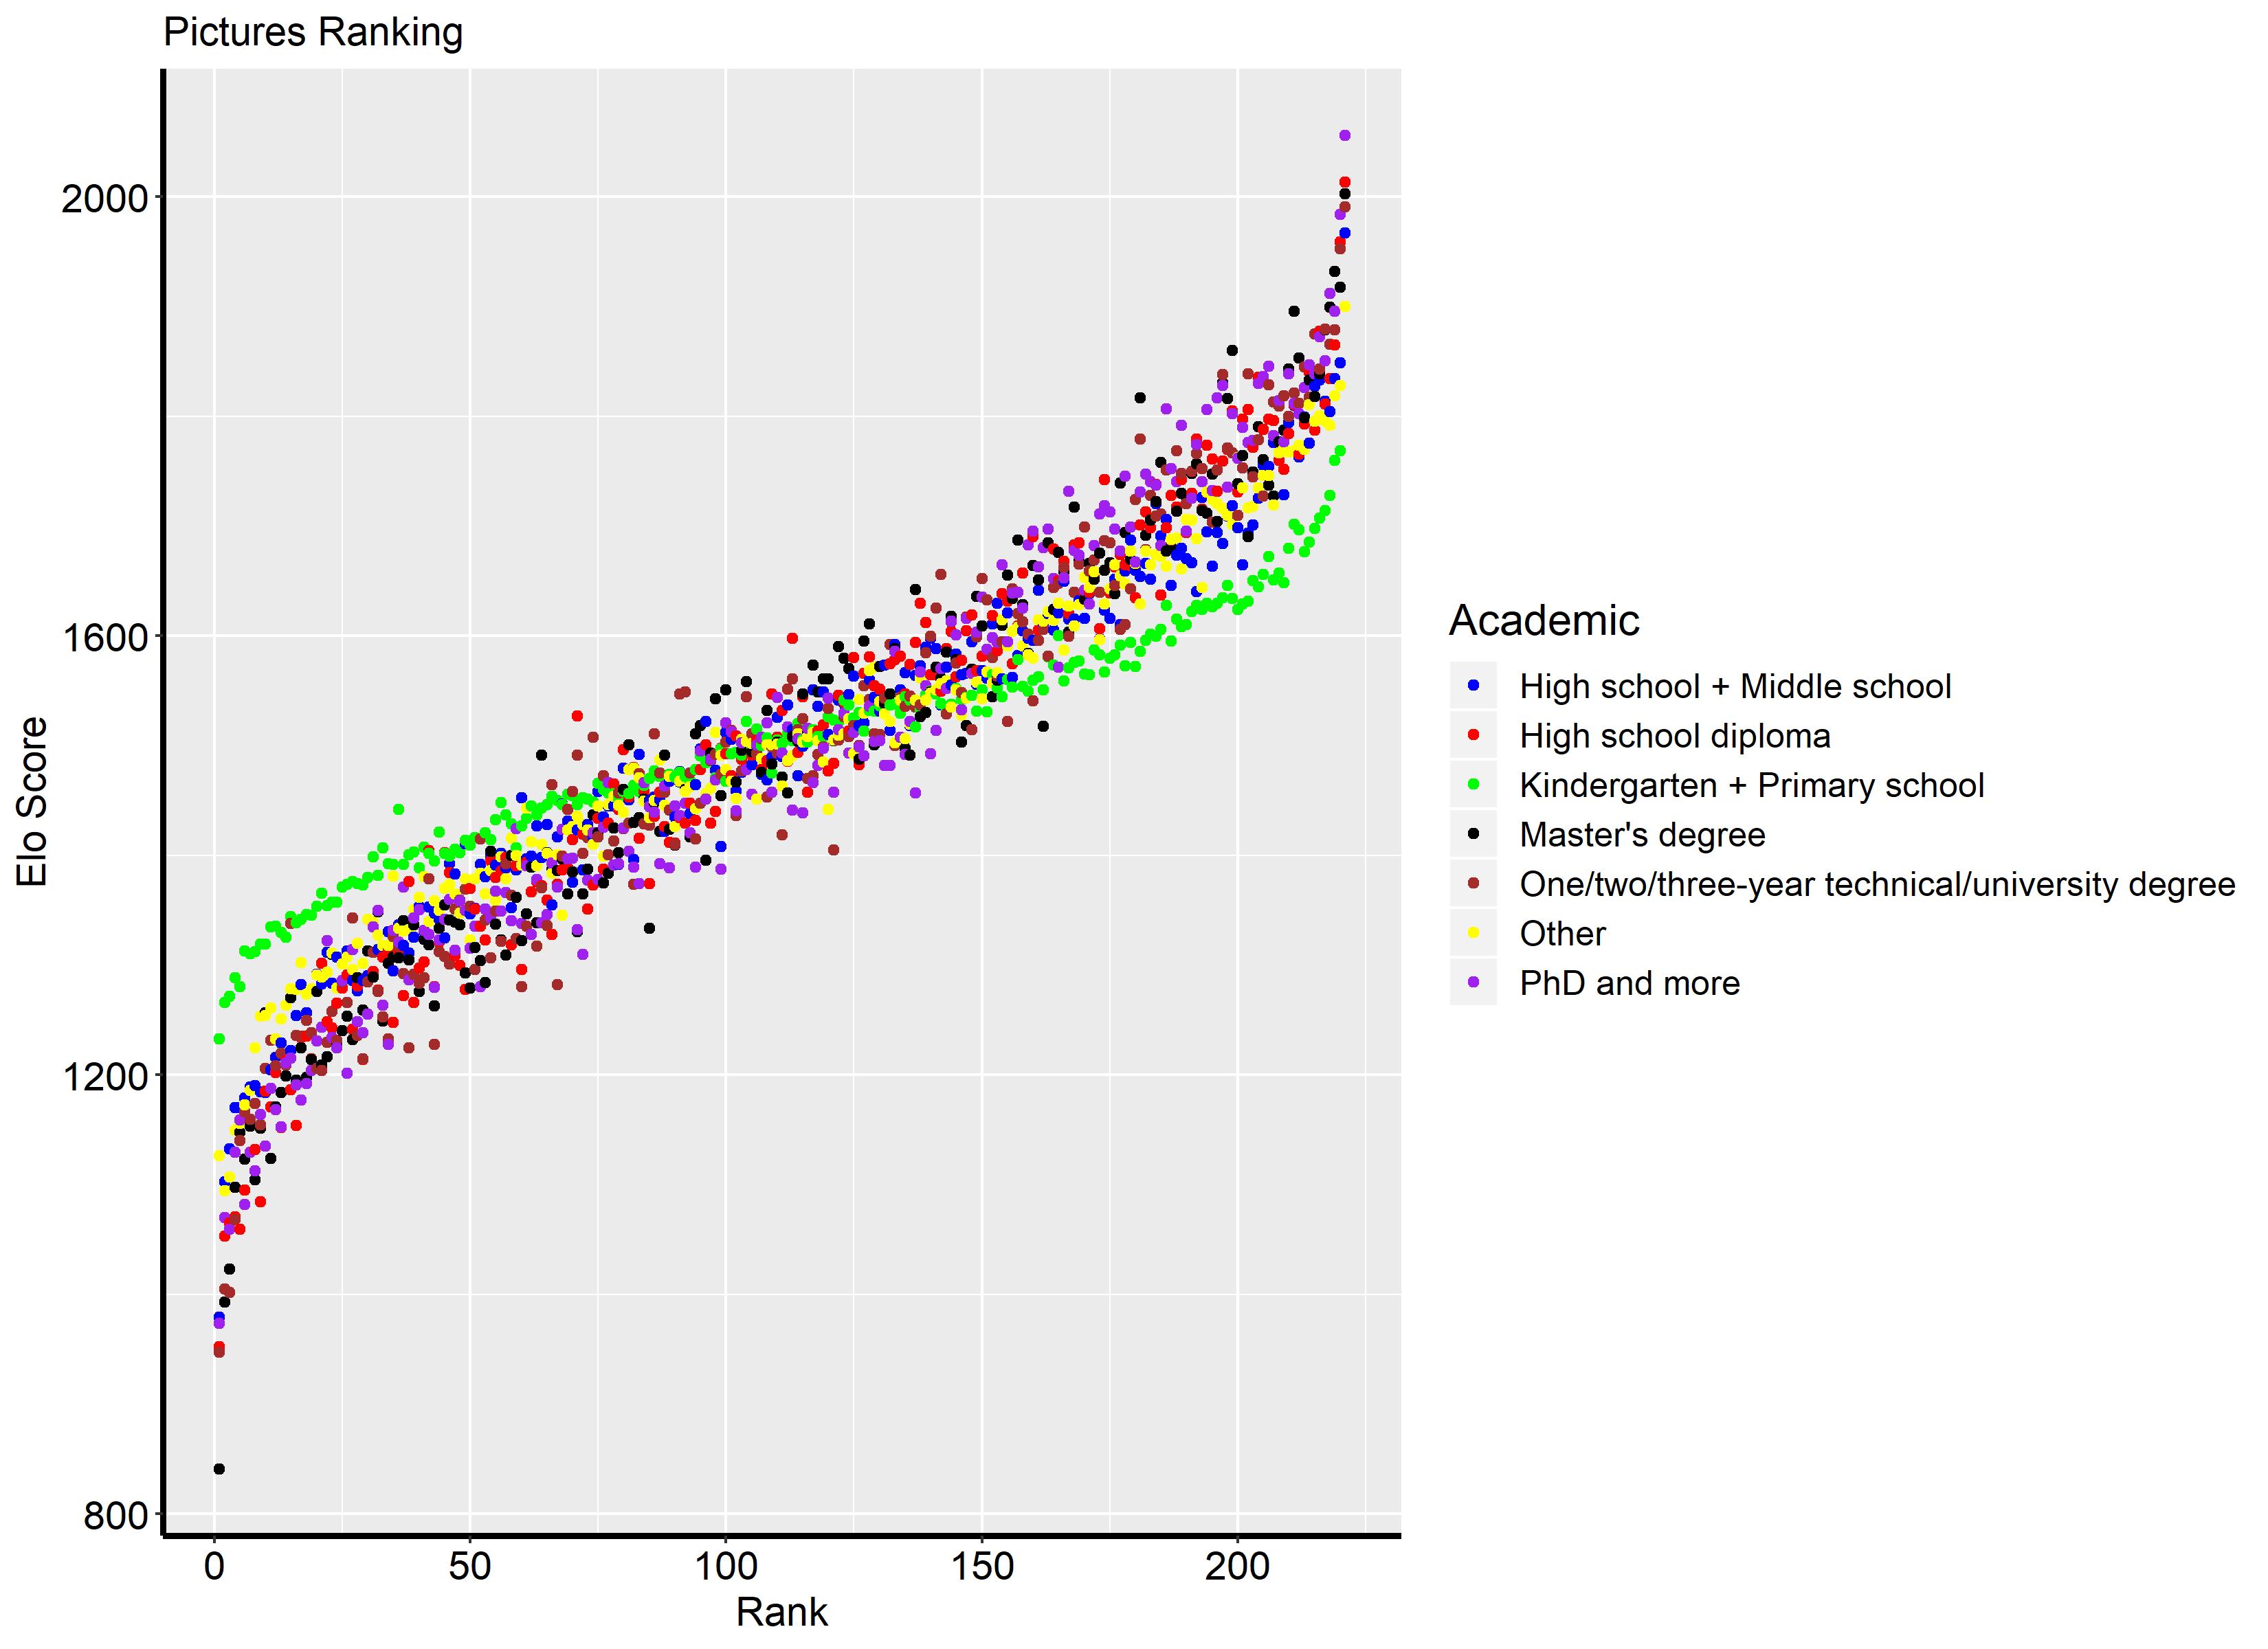 Pictures Ranking
2000
1600
1200
800
Elo Score
0 50 100 150 200
Rank
Academic
High school + Middle school
High school diploma
Kindergarten + Primary school
Master's degree
One/two/three-year technical/university degree
Other
PhD and more